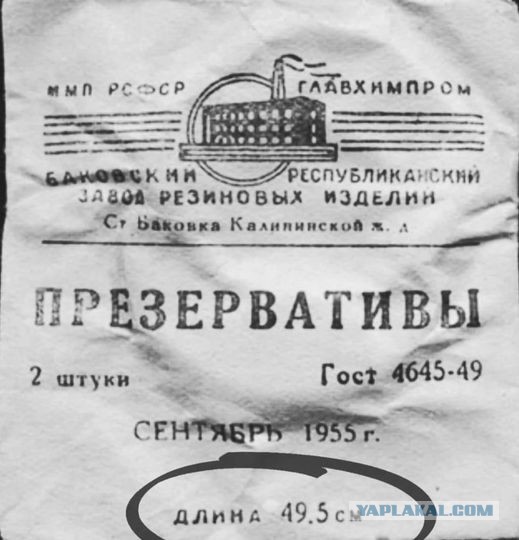 ММП РСФСР ГЛАВХИМПРОМ
БАКОВСКИЙ РЕСПУБЛИКАНСКИЙ
ЗАВОД РЕЗИНОВЫХ ИЗДЕЛИЙ
Ст Баковка Калининской ж. д
ПРЕЗЕРВАТИВЫ
2 штуки Гост 4645-49
СЕНТЯБРЬ 1955 г.
ДЛИНА 49.5 см
YAPLAKAL.COM